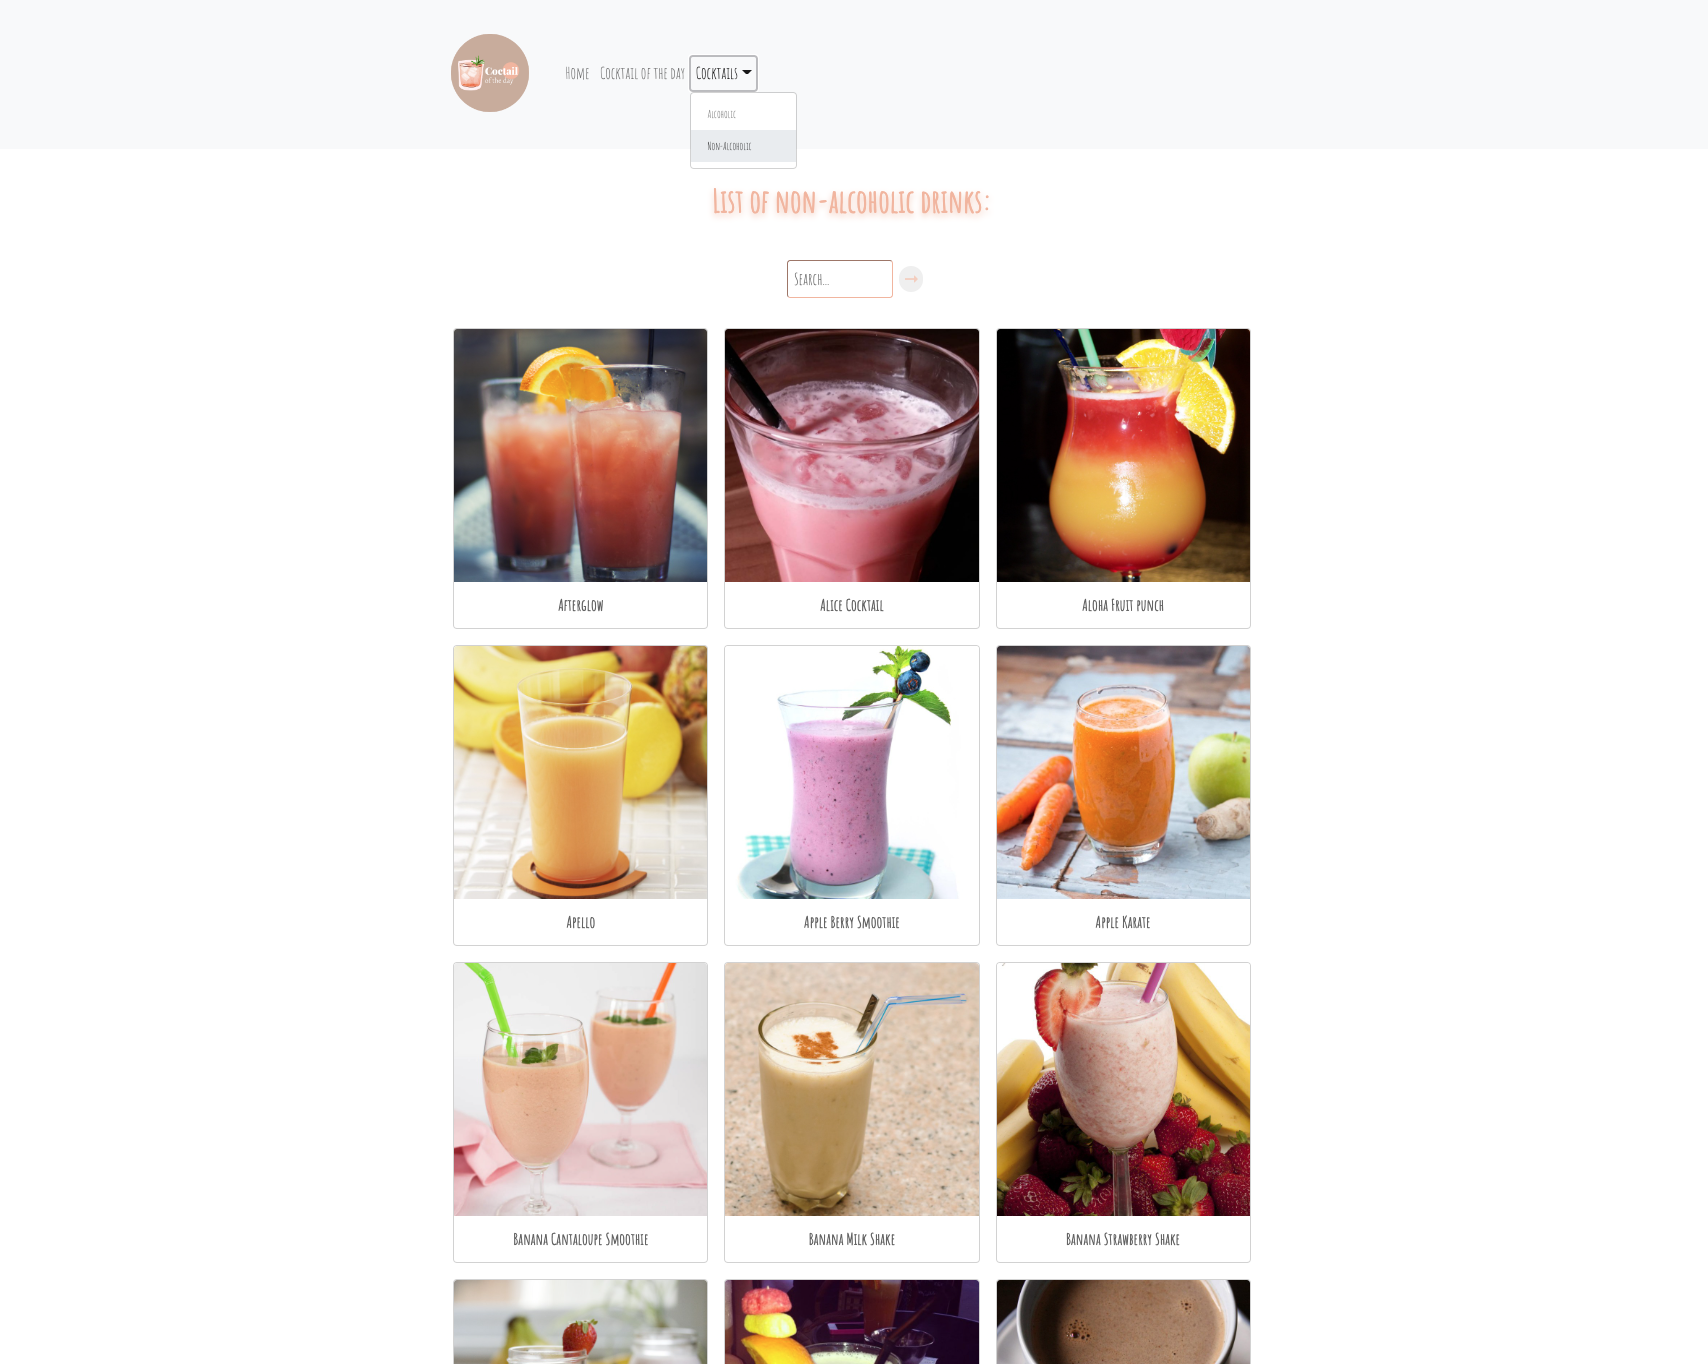 Coctail
of the day
Home
Cocktail of the day
Cocktails
Alcoholic
Non-Alcoholic
List of non-alcoholic drinks:
Search...
Afterglow
Alice Cocktail
Aloha Fruit punch
Apello
Apple Berry Smoothie
Apple Karate
Banana Cantaloupe Smoothie
Banana Milk Shake
Banana Strawberry Shake